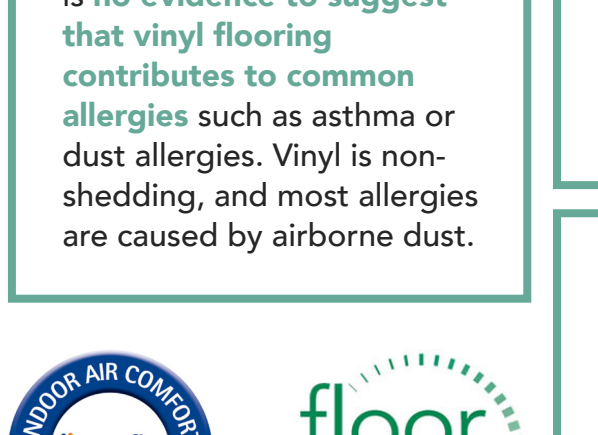 is no evidence to suggest
that vinyl flooring
contributes to common
allergies such as asthma or
dust allergies. Vinyl is non-
shedding, and most allergies
are caused by airborne dust.
INDOOR AIR COMFORT
floor